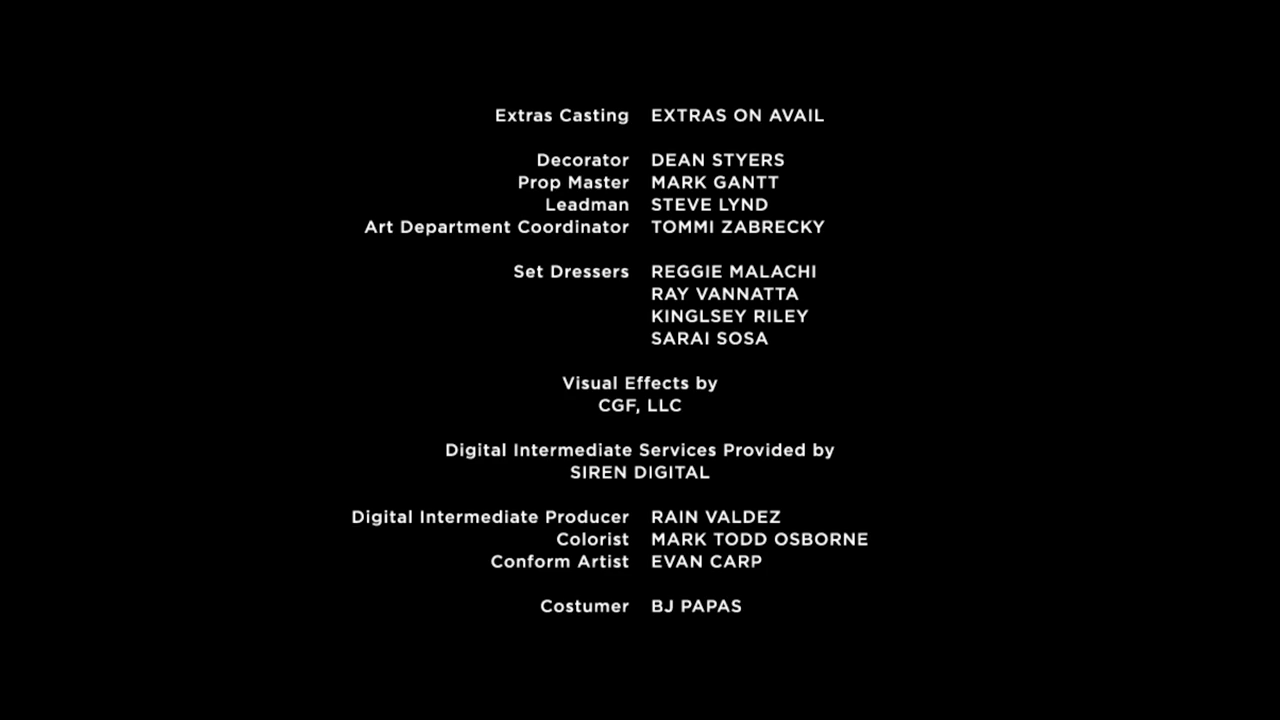 Extras Casting EXTRAS ON AVAIL
Decorator DEAN STYERS
Prop Master MARK GANTT
Leadman STEVE LYND
Art Department Coordinator TOMMI ZABRECKY
Set Dressers REGGIE MALACHI
RAY VANNATTA
KINGLSEY RILEY
SARAI SOSA
Visual Effects by
CGF, LLC
Digital Intermediate Services Provided by
SIREN DIGITAL
Digital Intermediate Producer RAIN VALDEZ
Colorist MARK TODD OSBORNE
Conform Artist EVAN CARP
Costumer BJ PAPAS